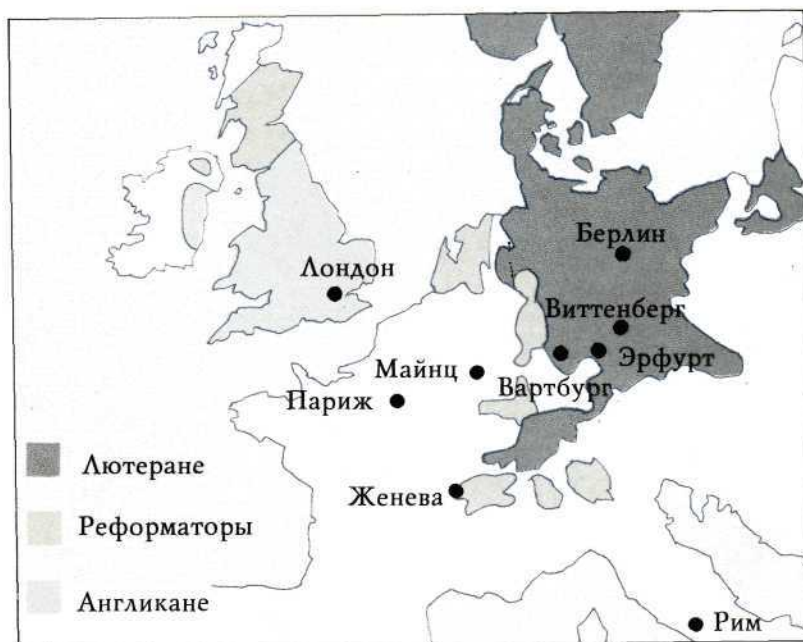 Берлин
Лондон
Виттенберг
Эрфурт
Майнц
Вартбург
Париж
Лютеране
Женева
Реформаторы
Англикане
Рим